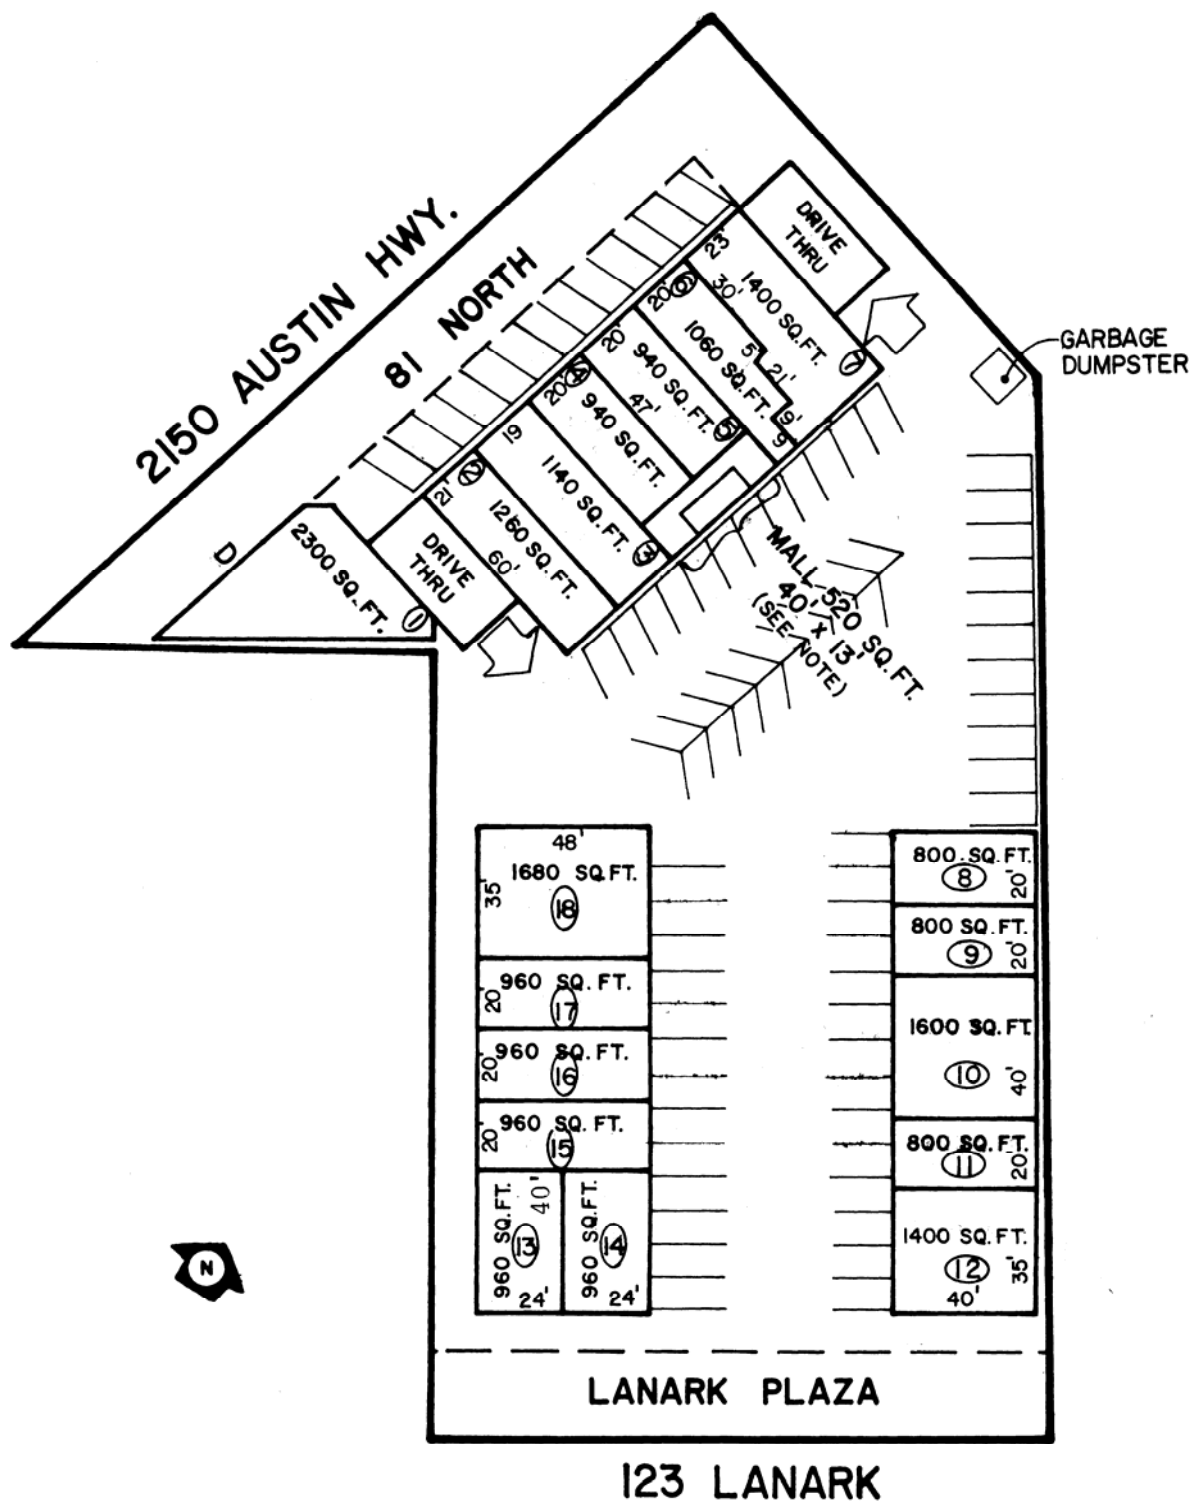 2150 AUSTIN HWY.
81 NORTH
DRIVE
THRU
GARBAGE
DUMPSTER
23'
1400 SQ.FT.
7
30'
5'
21'
9'
9'
20'
6
1060 SQ.FT.
20'
940 SQ.FT.
5
47'
20'
4
940 SQ.FT.
19'
1140 SQ.FT.
3
21'
2
1260 SQ.FT.
60'
DRIVE
THRU
D
2300 SQ.FT.
1
MALL-520 SQ.FT.
40' x 13'
(SEE NOTE)
48'
1680 SQ.FT.
35'
18
960 SQ.FT.
20'
17
960 SQ.FT.
20'
16
960 SQ.FT.
20'
15
960 SQ.FT.
40'
13
24'
960 SQ.FT.
14
24'
800 SQ.FT.
8
20'
800 SQ.FT.
9
20'
1600 SQ.FT
10
40'
800 SQ.FT.
11
20'
1400 SQ.FT.
12
35'
40'
N
LANARK PLAZA
123 LANARK